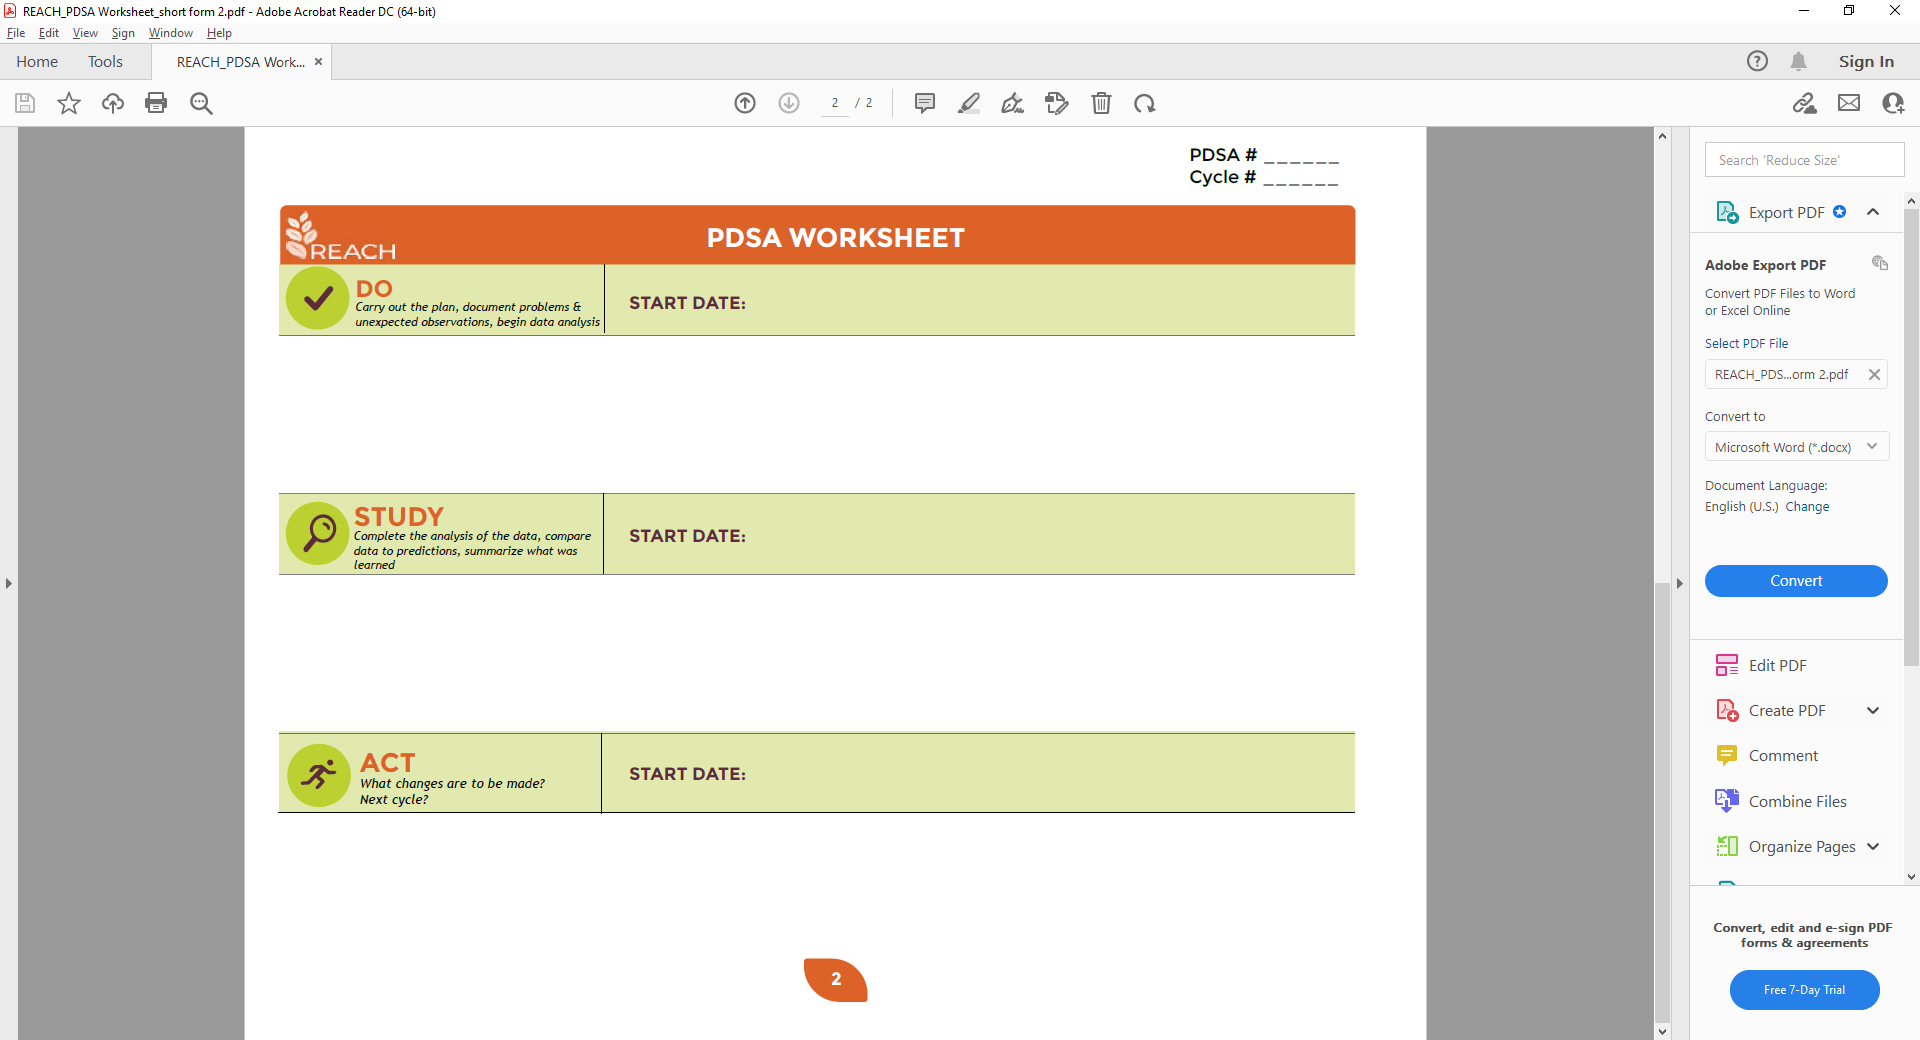 REACH_PDSA Worksheet_short form 2.pdf - Adobe Acrobat Reader DC (64-bit)
File Edit View Sign Window Help
Home Tools REACH_PDSA Work... × Sign In
2 / 2
PDSA # ______
Cycle # ______
REACH
PDSA WORKSHEET
DO
Carry out the plan, document problems &
unexpected observations, begin data analysis
START DATE:
STUDY
Complete the analysis of the data, compare
data to predictions, summarize what was
learned
START DATE:
ACT
What changes are to be made?
Next cycle?
START DATE:
2
Search 'Reduce Size'
Export PDF
Adobe Export PDF
Convert PDF Files to Word
or Excel Online
Select PDF File
REACH_PDS...orm 2.pdf
Convert to
Microsoft Word (*.docx)
Document Language:
English (U.S.) Change
Convert
Edit PDF
Create PDF
Comment
Combine Files
Organize Pages
Convert, edit and e-sign PDF
forms & agreements
Free 7-Day Trial